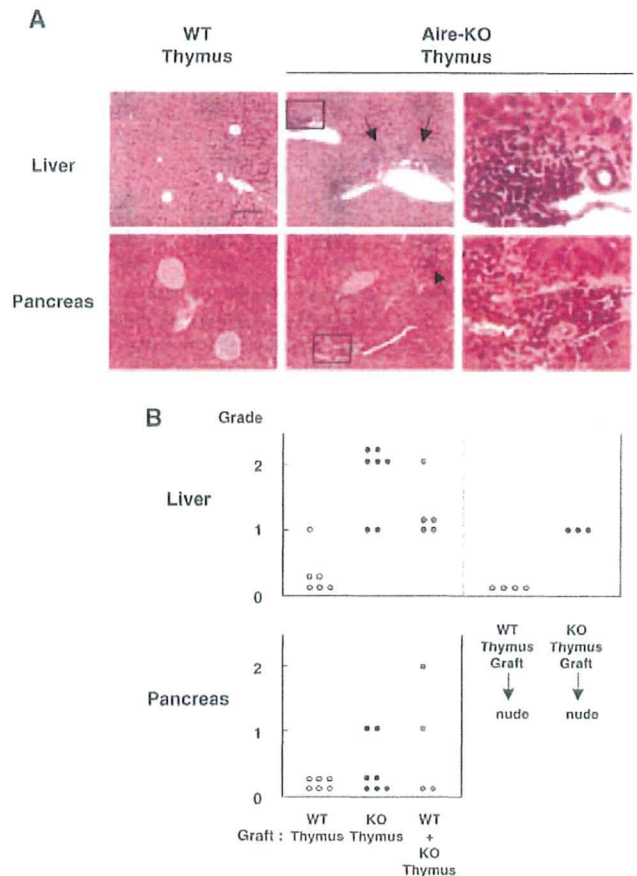 A
WT
Thymus
Aire-KO
Thymus
Liver
Pancreas
B
Grade
Liver
2
1
0
WT
Thymus
Graft
nude
KO
Thymus
Graft
nude
Pancreas
2
1
0
Graft :
WT
Thymus
KO
Thymus
WT
+
KO
Thymus